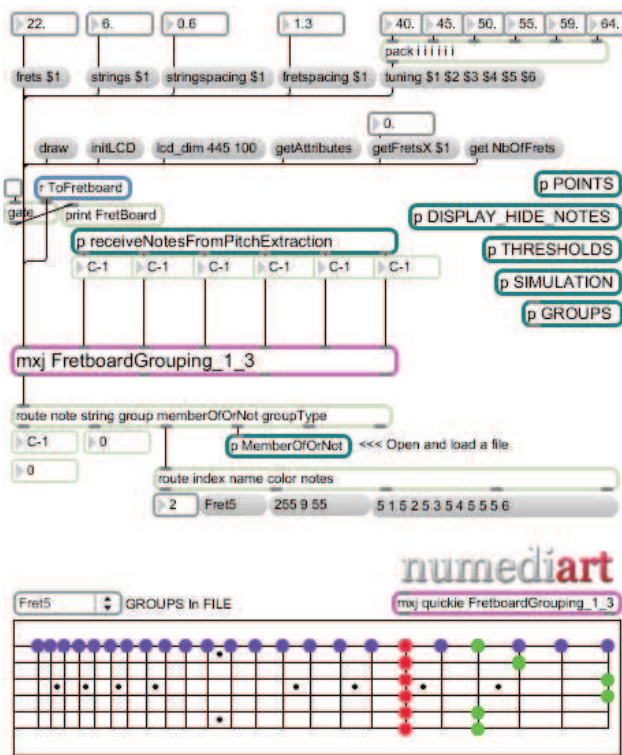 22. 6. 0.6 1.3 40. 45. 50. 55. 59. 64.
pack i i i i i i
frets $1 strings $1 stringspacing $1 fretspacing $1 tuning $1 $2 $3 $4 $5 $6
0.
draw initLCD lcd_dim 445 100 getAttributes getFretsX $1 get NbOfFrets
r ToFretboard p POINTS
gate print FretBoard p DISPLAY_HIDE_NOTES
p receiveNotesFromPitchExtraction p THRESHOLDS
C-1 C-1 C-1 C-1 C-1 C-1
p SIMULATION
p GROUPS
mxj FretboardGrouping_1_3
route note string group memberOfOrNot groupType
C-1 0 p MemberOfOrNot <<< Open and load a file
0
route index name color notes
2 Fret5 255 9 55 5 1 5 2 5 3 5 4 5 5 5 6
numediart
Fret5 GROUPS In FILE mxj quickie FretboardGrouping_1_3